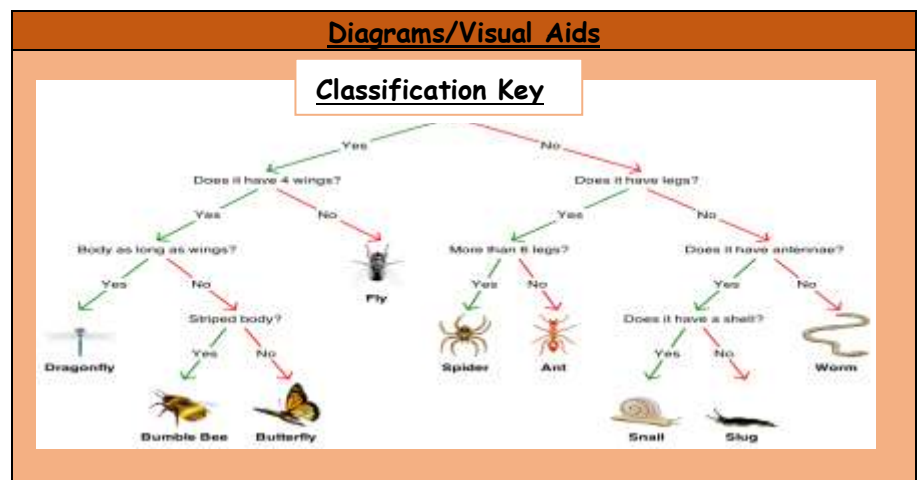 Diagrams/Visual Aids
Classification Key
Yes No
Does it have 4 wings? Does it have legs?
Yes No Yes No
Body as long as wings? More than 6 legs? Does it have antennae?
Yes No Fly Yes No Yes No
Striped body? Does it have a shell?
Dragonfly Yes No Spider Ant Yes No Worm
Bumble Bee Butterfly Snail Slug